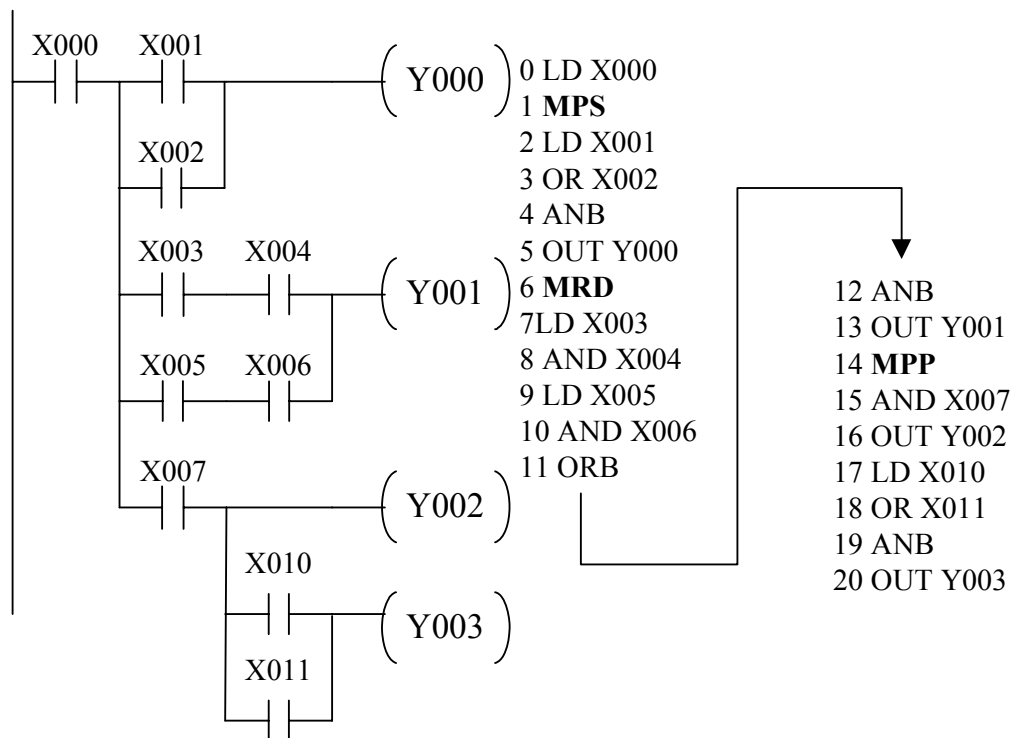 X000 X001
Y000
X002
X003 X004
Y001
X005 X006
X007
Y002
X010
Y003
X011
0 LD X000
1 MPS
2 LD X001
3 OR X002
4 ANB
5 OUT Y000
6 MRD
7LD X003
8 AND X004
9 LD X005
10 AND X006
11 ORB
12 ANB
13 OUT Y001
14 MPP
15 AND X007
16 OUT Y002
17 LD X010
18 OR X011
19 ANB
20 OUT Y003